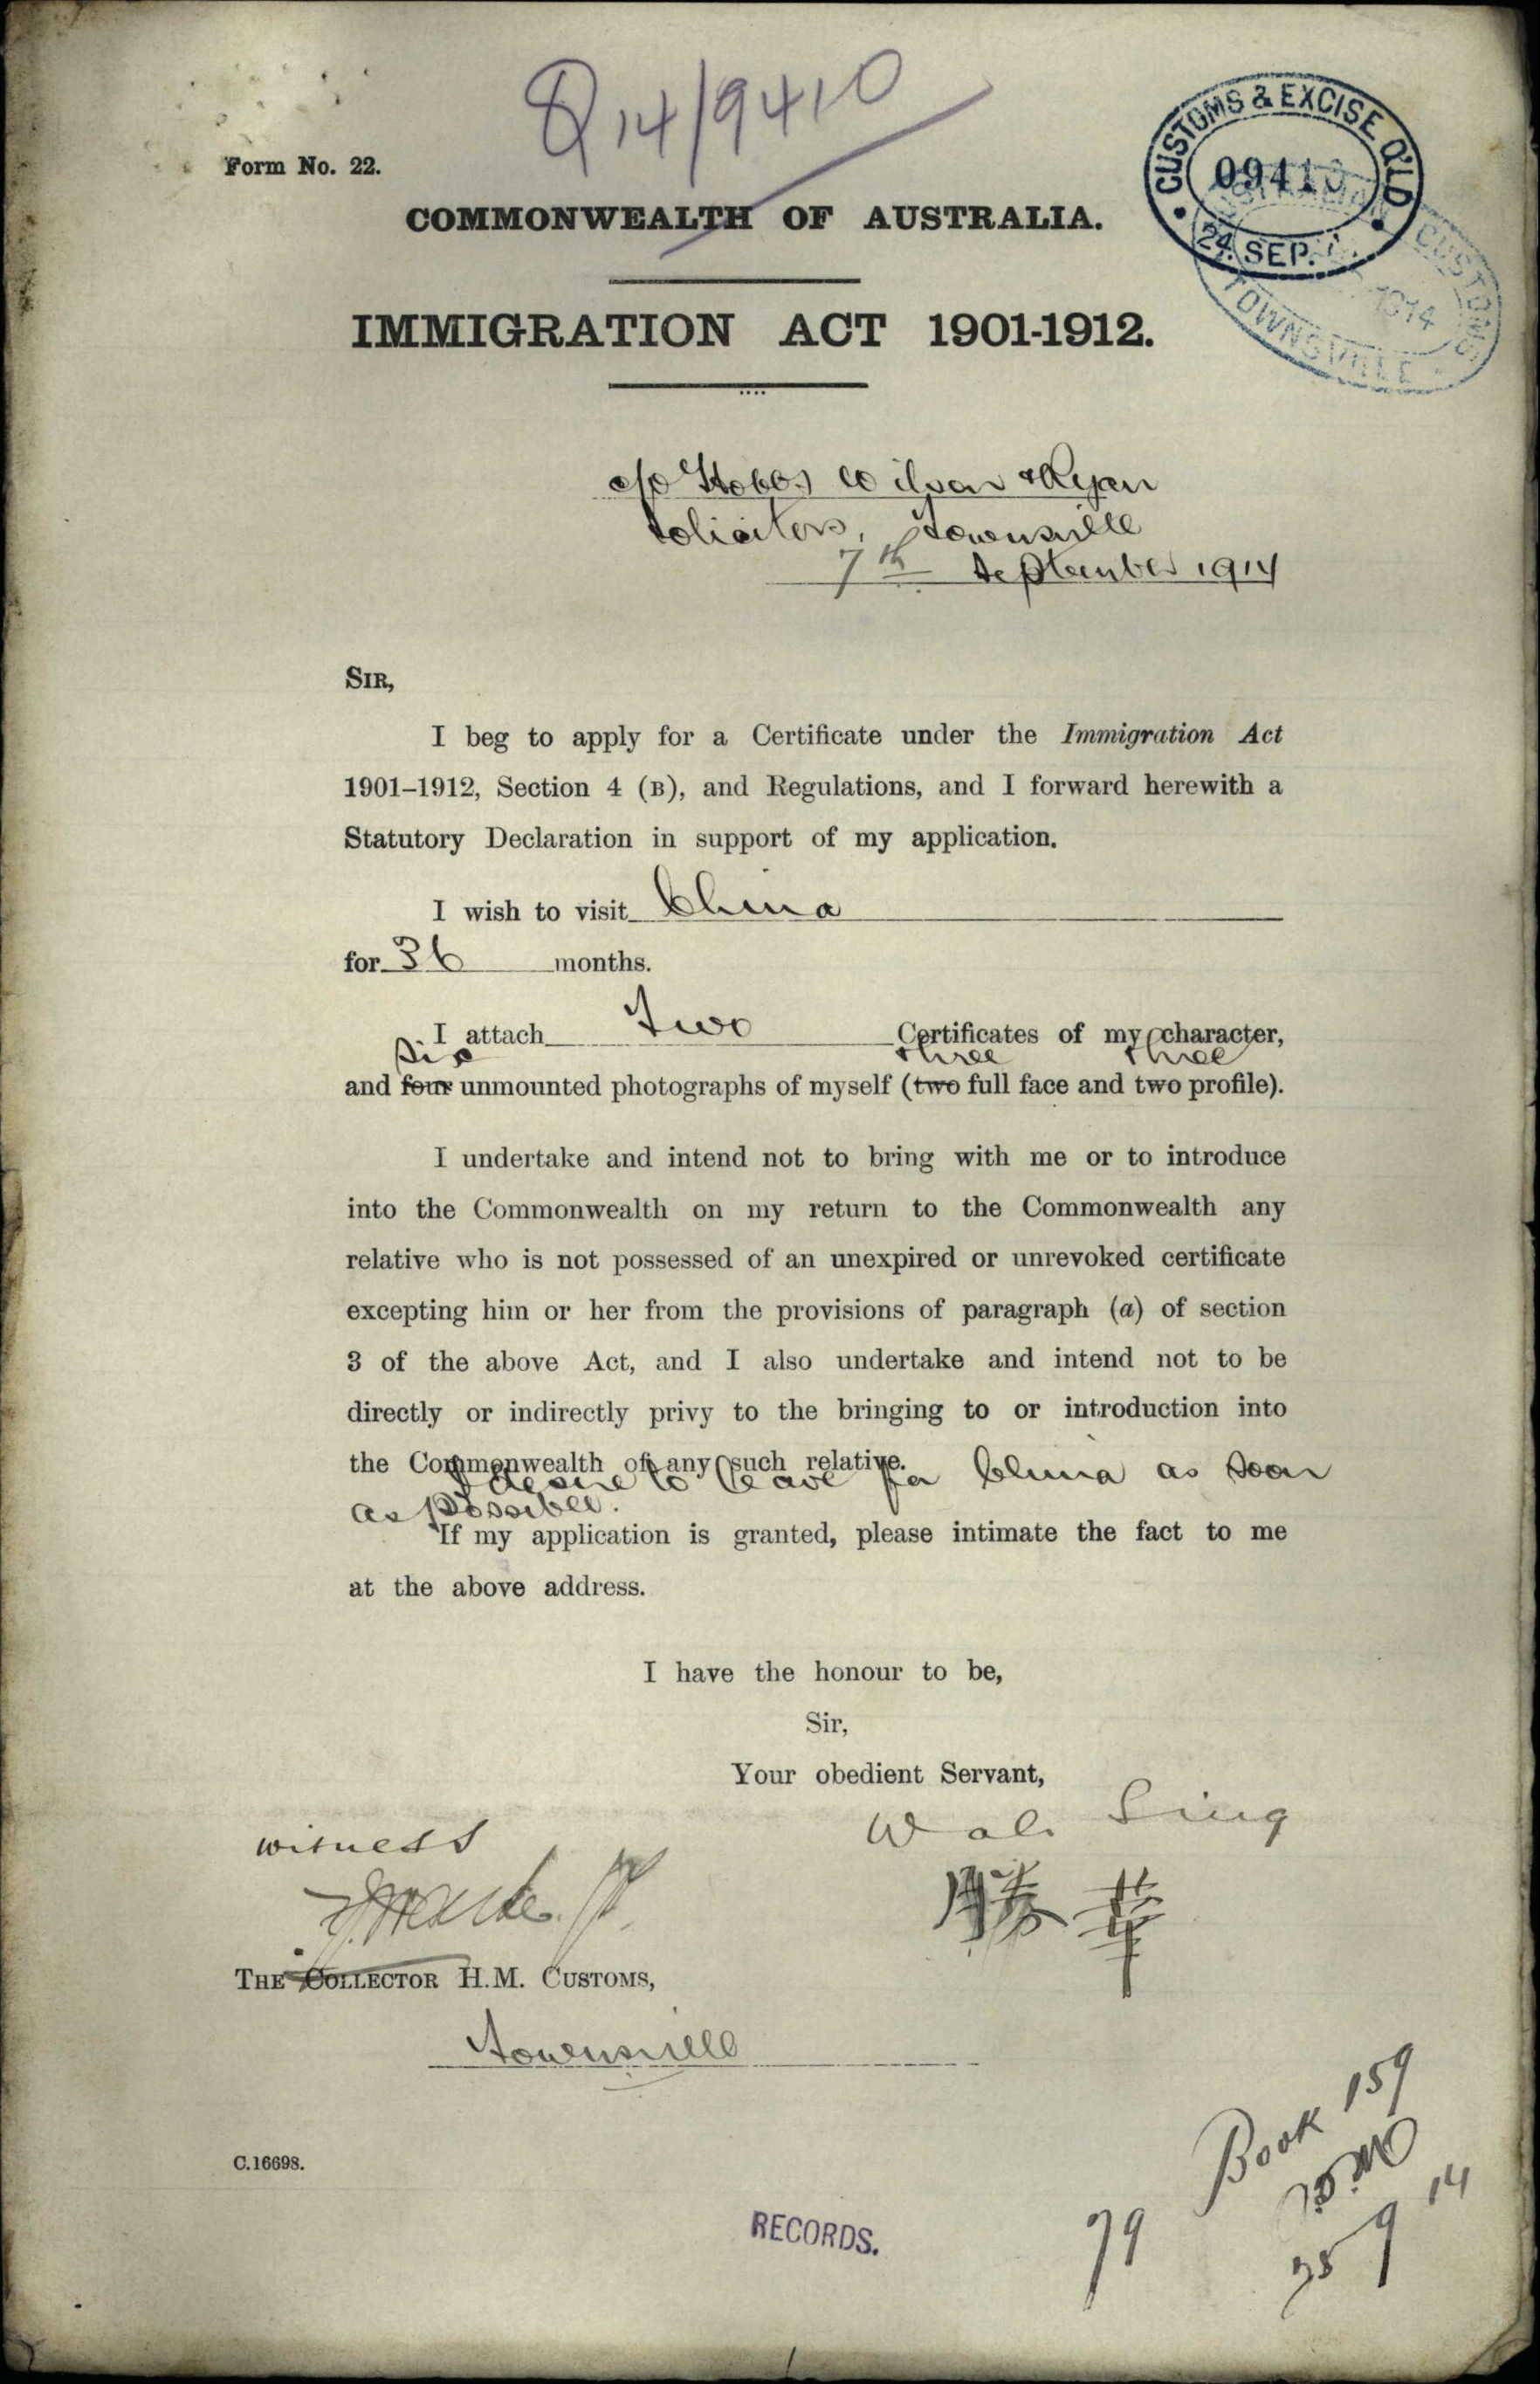 Q14/9410
CUSTOMS & EXCISE Q'LD
24 SEP.
CUSTOMS
1914
TOWNSVILLE
Form No. 22.
COMMONWEALTH OF AUSTRALIA.
IMMIGRATION ACT 1901-1912.
c/o Hobbs Wilson & Ryan
Solicitors, Townsville
7th September 1914
SIR,
I beg to apply for a Certificate under the Immigration Act
1901–1912, Section 4 (B), and Regulations, and I forward herewith a
Statutory Declaration in support of my application.
I wish to visit China
for 36 months.
I attach Two Certificates of my character,
six three three
and four unmounted photographs of myself (two full face and two profile).
I undertake and intend not to bring with me or to introduce
into the Commonwealth on my return to the Commonwealth any
relative who is not possessed of an unexpired or unrevoked certificate
excepting him or her from the provisions of paragraph (a) of section
3 of the above Act, and I also undertake and intend not to be
directly or indirectly privy to the bringing to or introduction into
the Commonwealth of any such relative.
I desire to leave for China as soon
as possible.
If my application is granted, please intimate the fact to me
at the above address.
I have the honour to be,
Sir,
Your obedient Servant,
Wah Sing
witness
勝華
THE COLLECTOR H.M. CUSTOMS,
Townsville
Book 159
79
25 9 14
C.16698.
RECORDS.